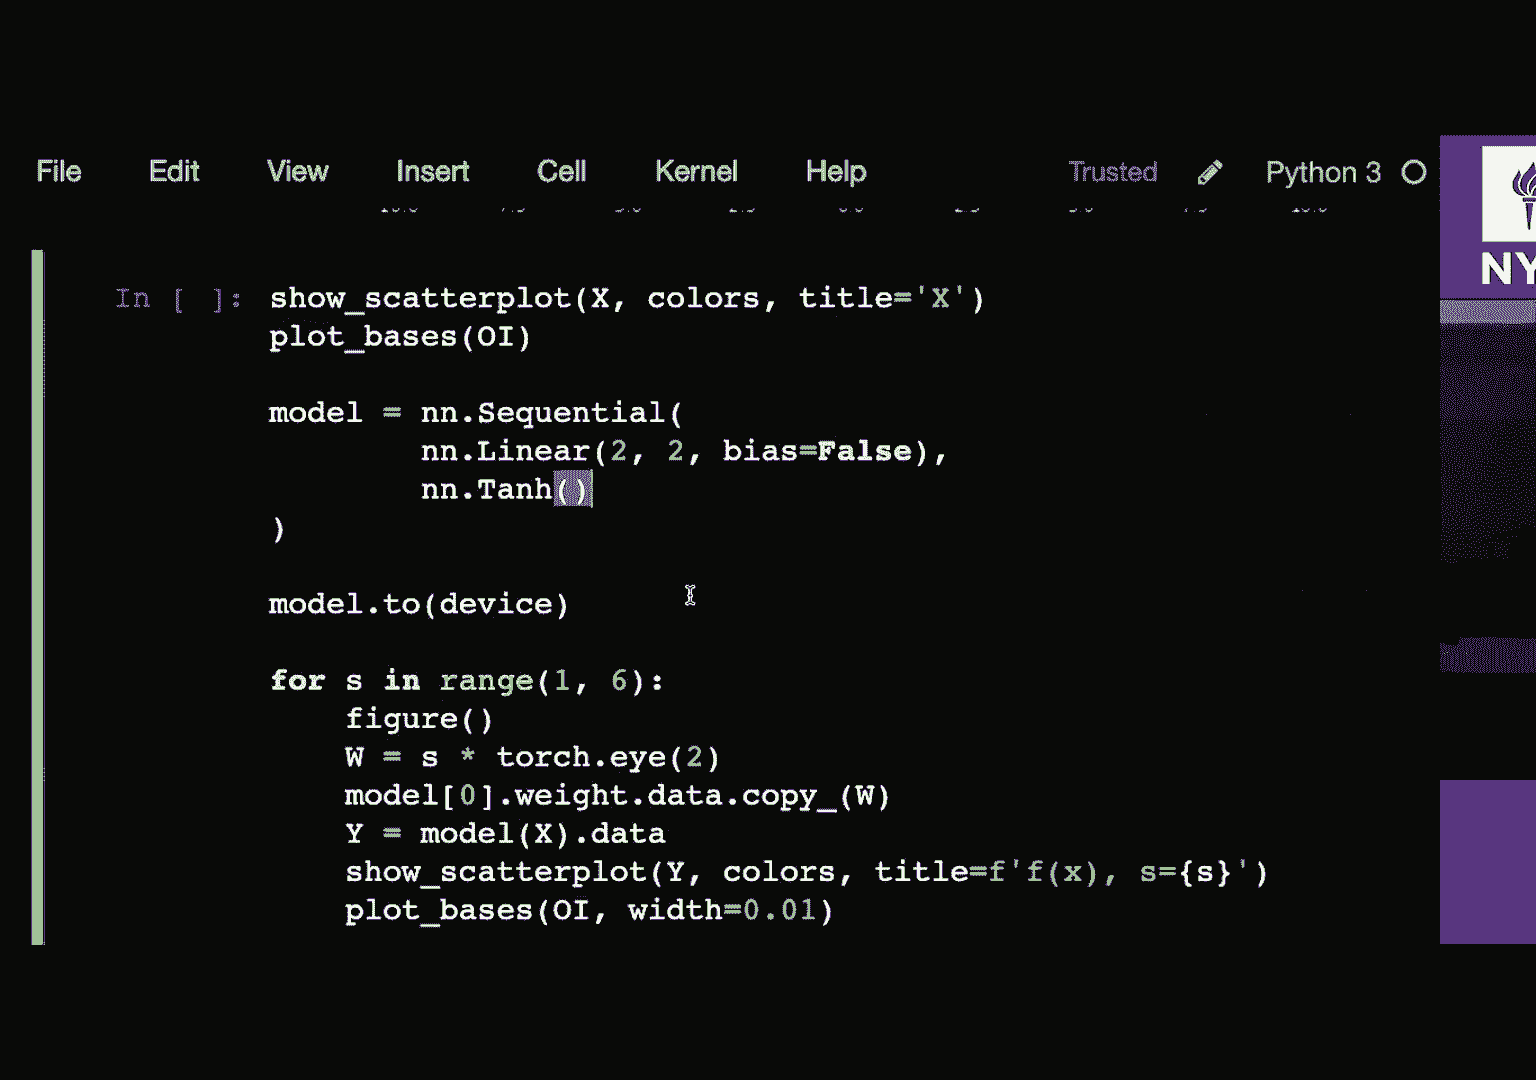 File Edit View Insert Cell Kernel Help Trusted Python 3
In [ ]: show_scatterplot(X, colors, title='X')
plot_bases(OI)
model = nn.Sequential(
nn.Linear(2, 2, bias=False),
nn.Tanh()
)
model.to(device)
for s in range(1, 6):
figure()
W = s * torch.eye(2)
model[0].weight.data.copy_(W)
Y = model(X).data
show_scatterplot(Y, colors, title=f'f(x), s={s}')
plot_bases(OI, width=0.01)